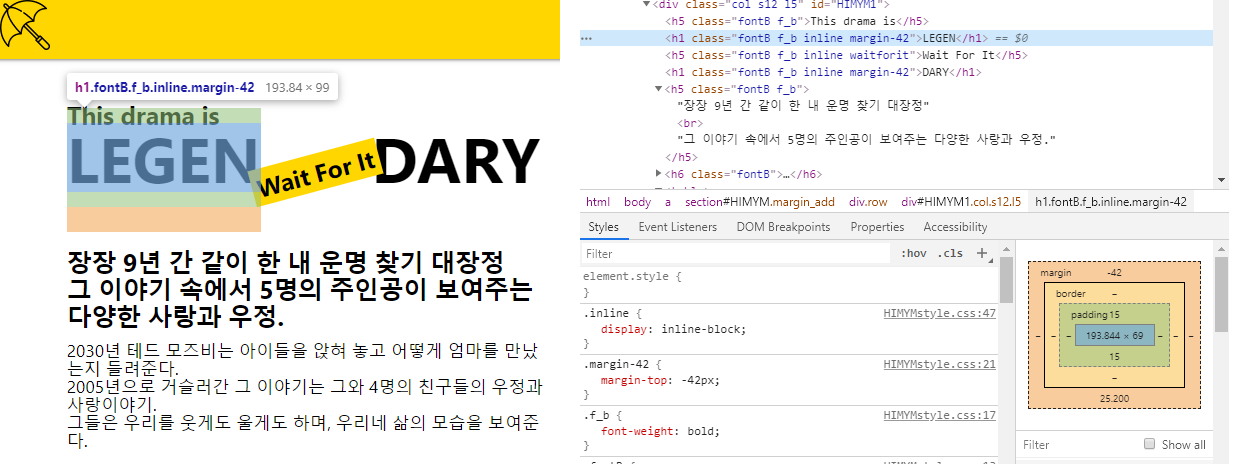 h1.fontB.f_b.inline.margin-42 193.84 × 99
This drama is
LEGEN Wait For It DARY
장장 9년 간 같이 한 내 운명 찾기 대장정
그 이야기 속에서 5명의 주인공이 보여주는
다양한 사랑과 우정.
2030년 테드 모즈비는 아이들을 앉혀 놓고 어떻게 엄마를 만났
는지 들려준다.
2005년으로 거슬러간 그 이야기는 그와 4명의 친구들의 우정과
사랑이야기.
그들은 우리를 웃게도 울게도 하며, 우리네 삶의 모습을 보여준
다.
<div class="col s12 l5" id="HIMYM1">
<h5 class="fontB f_b">This drama is</h5>
<h1 class="fontB f_b inline margin-42">LEGEN</h1> == $0
<h5 class="fontB f_b inline waitforit">Wait For It</h5>
<h1 class="fontB f_b inline margin-42">DARY</h1>
<h5 class="fontB f_b">
"장장 9년 간 같이 한 내 운명 찾기 대장정"
<br>
"그 이야기 속에서 5명의 주인공이 보여주는 다양한 사랑과 우정."
</h5>
<h6 class="fontB">…</h6>
html body a section#HIMYM.margin_add div.row div#HIMYM1.col.s12.l5 h1.fontB.f_b.inline.margin-42
Styles Event Listeners DOM Breakpoints Properties Accessibility
Filter :hov .cls +
element.style {
}
.inline { HIMYMstyle.css:47
display: inline-block;
}
.margin-42 { HIMYMstyle.css:21
margin-top: -42px;
}
.f_b { HIMYMstyle.css:17
font-weight: bold;
}
margin -42
border –
padding 15
– – – 193.844 × 69 – – –
15
–
25.200
Filter Show all